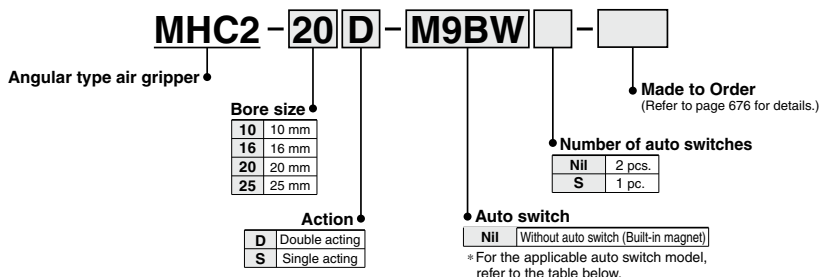 MHC2 - 20 D - M9BW -
Angular type air gripper
Made to Order
(Refer to page 676 for details.)
Bore size
10 10 mm
16 16 mm
20 20 mm
25 25 mm
Number of auto switches
Nil 2 pcs.
S 1 pc.
Action
D Double acting
S Single acting
Auto switch
Nil Without auto switch (Built-in magnet)
* For the applicable auto switch model,
refer to the table below.